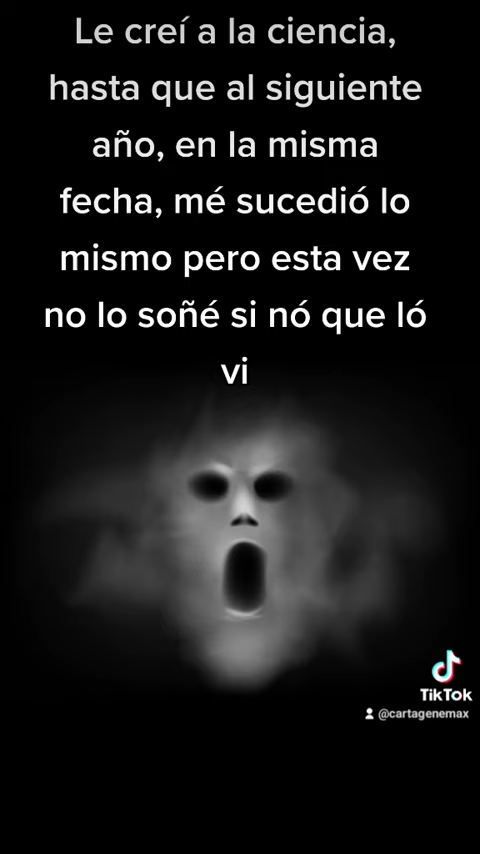 Le creí a la ciencia,
hasta que al siguiente
año, en la misma
fecha, mé sucedió lo
mismo pero esta vez
no lo soñé si nó que ló
vi
TikTok
@cartagenemax